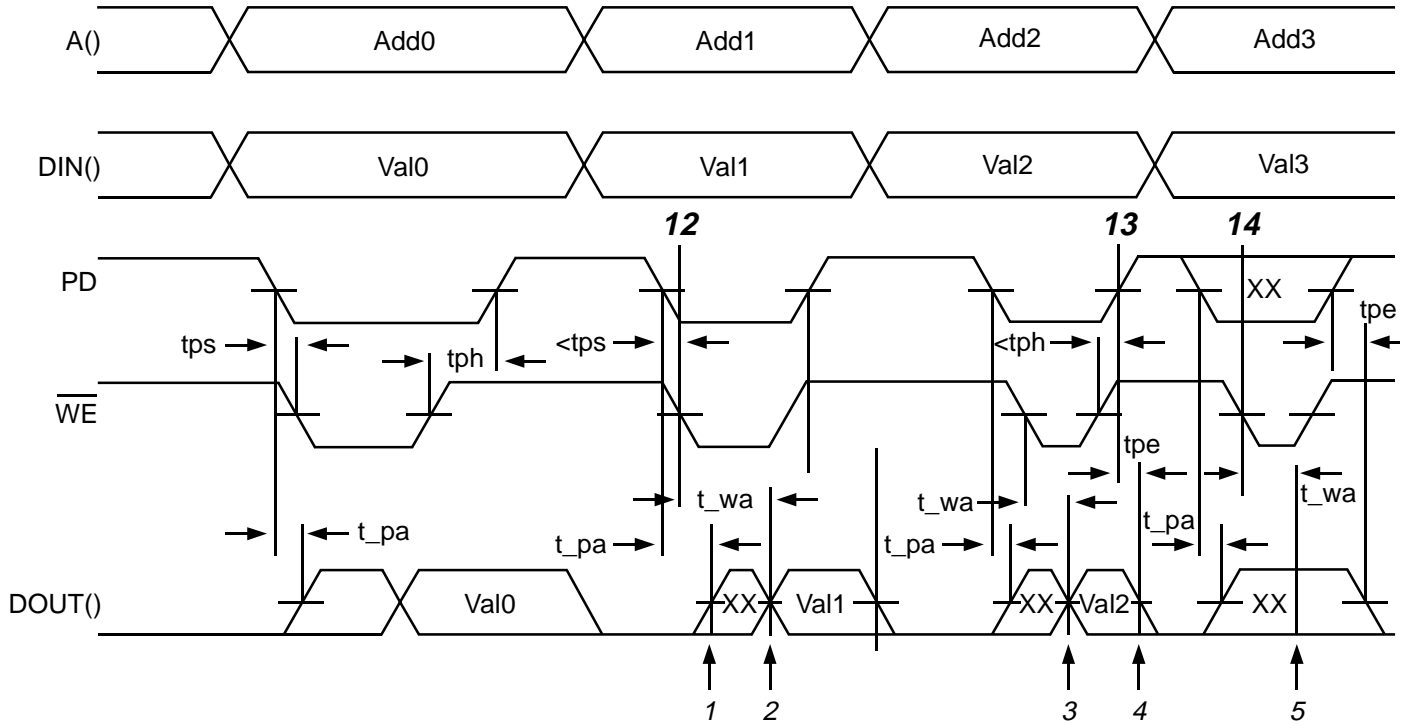 A() Add0 Add1 Add2 Add3
DIN() Val0 Val1 Val2 Val3
12 13 14
PD XX
tps tph <tps <tph tpe
WE
tpe
t_wa t_wa t_wa
t_pa t_pa t_pa t_pa
DOUT() Val0 XX Val1 XX Val2 XX
1 2 3 4 5